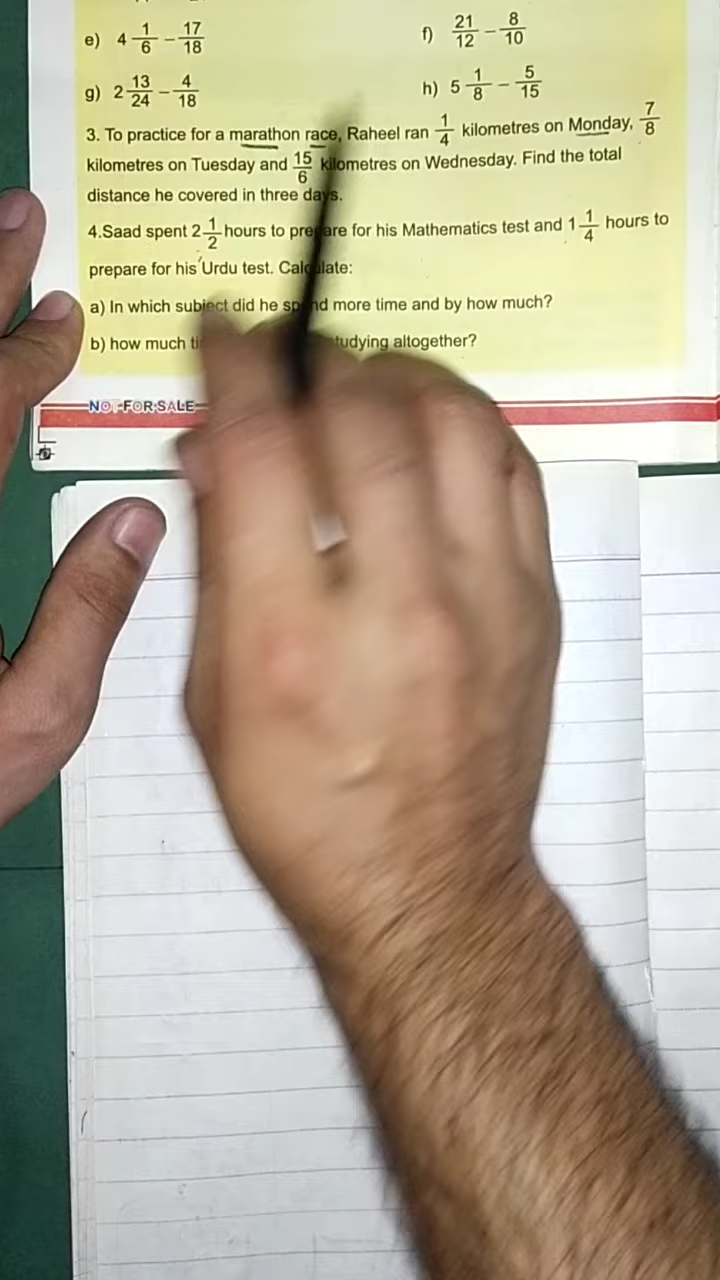 e) 4 1/6 − 17/18
f) 21/12 − 8/10
g) 2 13/24 − 4/18
h) 5 1/8 − 5/15
3. To practice for a marathon race, Raheel ran 1/4 kilometres on Monday, 7/8
kilometres on Tuesday and 15/6 kilometres on Wednesday. Find the total
distance he covered in three days.
4.Saad spent 2 1/2 hours to prepare for his Mathematics test and 1 1/4 hours to
prepare for his Urdu test. Calculate:
a) In which subject did he spend more time and by how much?
b) how much studying altogether?
NOT FOR SALE